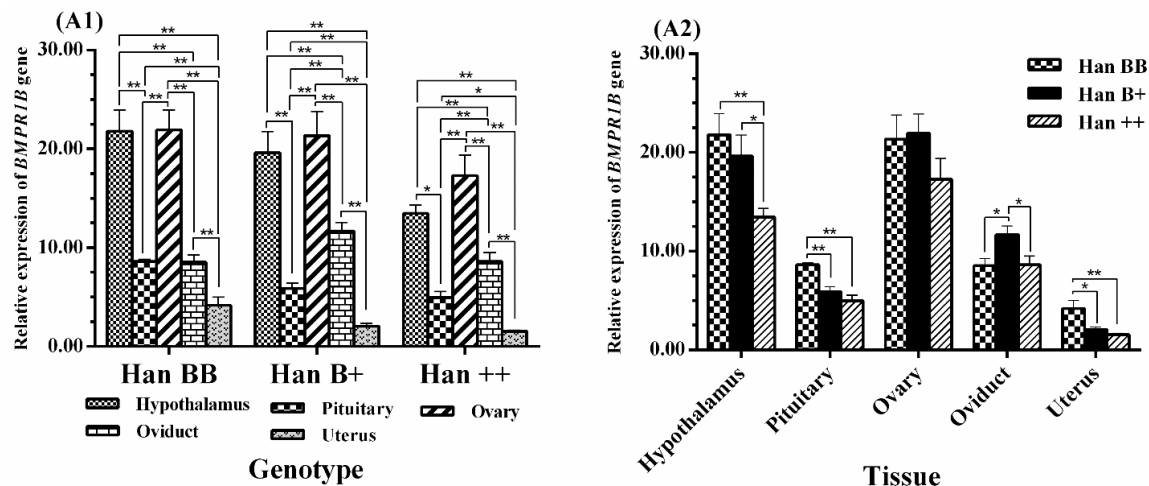 (A1)
Relative expression of BMPR1B gene
30.00
20.00
10.00
0.00
** ** ** ** ** ** ** **
** ** ** ** ** ** ** **
** * ** ** ** ** ** * **
Han BB Han B+ Han ++
Hypothalamus Pituitary Ovary
Oviduct Uterus
Genotype
(A2)
Relative expression of BMPR1B gene
30.00
20.00
10.00
0.00
Han BB
Han B+
Han ++
** *
** **
* *
** *
Hypothalamus Pituitary Ovary Oviduct Uterus
Tissue